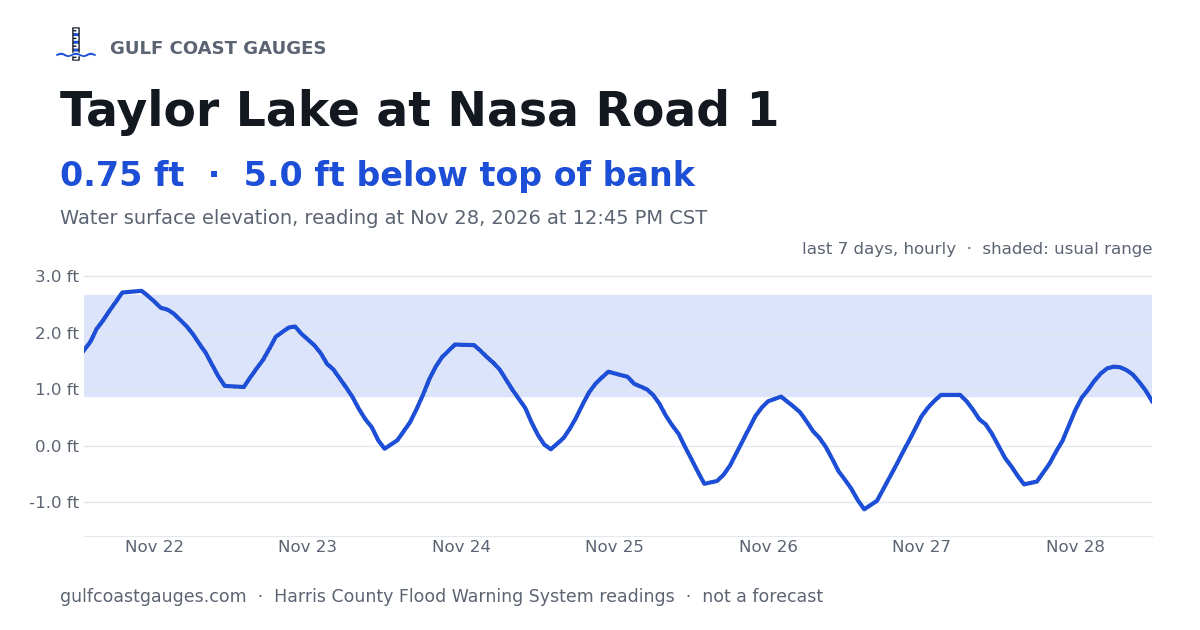 GULF COAST GAUGES
Taylor Lake at Nasa Road 1
0.75 ft · 5.0 ft below top of bank
Water surface elevation, reading at Nov 28, 2026 at 12:45 PM CST
last 7 days, hourly · shaded: usual range
3.0 ft
2.0 ft
1.0 ft
0.0 ft
-1.0 ft
Nov 22 Nov 23 Nov 24 Nov 25 Nov 26 Nov 27 Nov 28
gulfcoastgauges.com · Harris County Flood Warning System readings · not a forecast